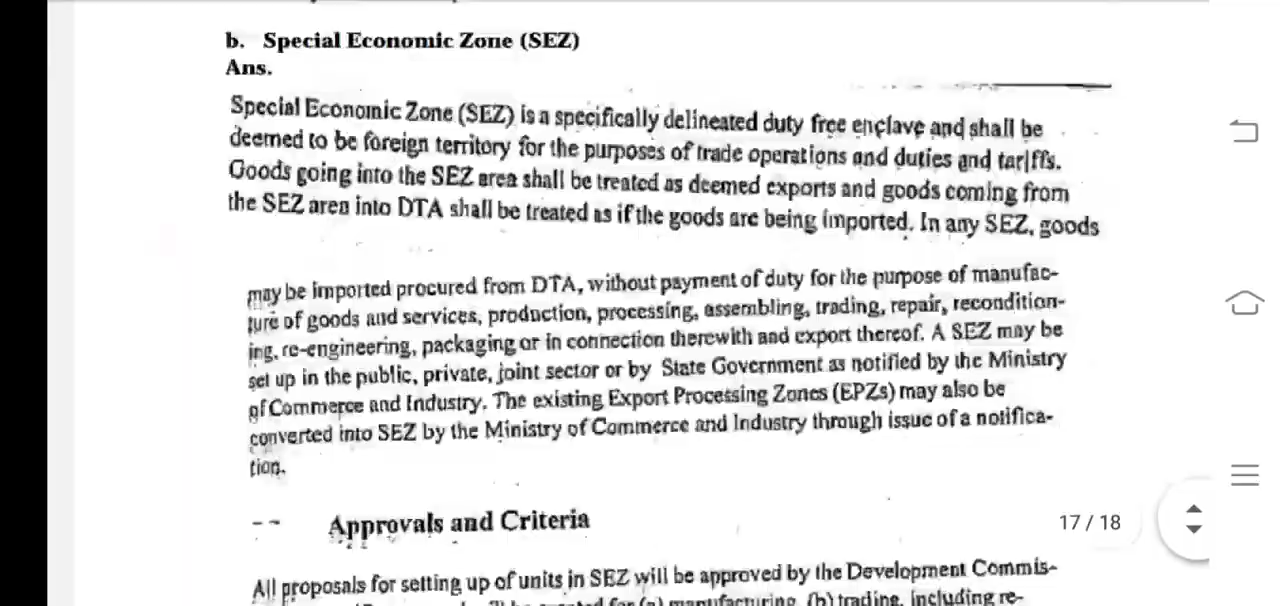 b. Special Economic Zone (SEZ)
Ans.
Special Economic Zone (SEZ) is a specifically delineated duty free enclave and shall be
deemed to be foreign territory for the purposes of trade operations and duties and tariffs.
Goods going into the SEZ area shall be treated as deemed exports and goods coming from
the SEZ area into DTA shall be treated as if the goods are being imported. In any SEZ, goods
may be imported procured from DTA, without payment of duty for the purpose of manufac-
ture of goods and services, production, processing, assembling, trading, repair, recondition-
ing, re-engineering, packaging or in connection therewith and export thereof. A SEZ may be
set up in the public, private, joint sector or by State Government as notified by the Ministry
of Commerce and Industry. The existing Export Processing Zones (EPZs) may also be
converted into SEZ by the Ministry of Commerce and Industry through issue of a notifica-
tion.
Approvals and Criteria
17 / 18
All proposals for setting up of units in SEZ will be approved by the Development Commis-
for (a) manufacturing, (b) trading, including re-